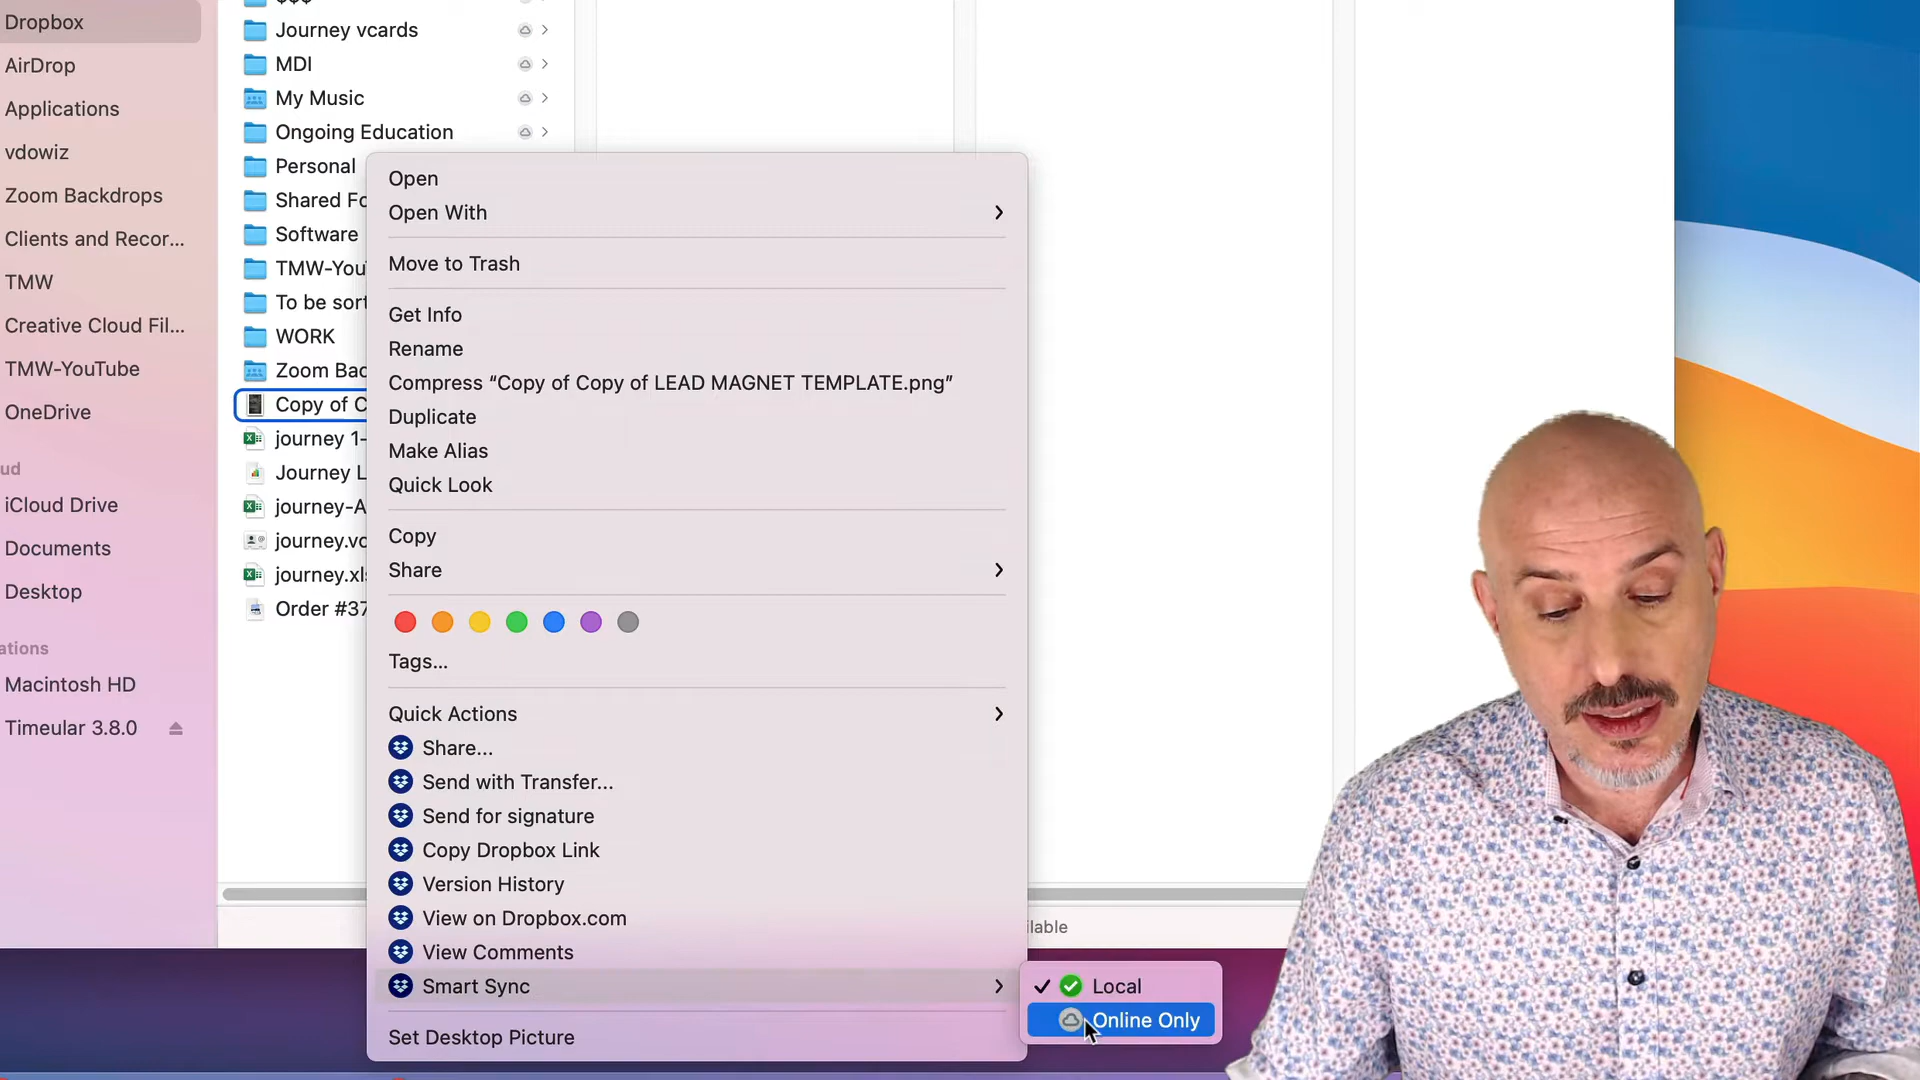 Dropbox
AirDrop
Applications
vdowiz
Zoom Backdrops
Clients and Recor...
TMW
Creative Cloud Fil...
TMW-YouTube
OneDrive
ud
iCloud Drive
Documents
Desktop
ations
Macintosh HD
Timeular 3.8.0
$$$
Journey vcards
MDI
My Music
Ongoing Education
Personal
Shared Fo
Software
TMW-You
To be sort
WORK
Zoom Bac
Copy of C
journey 1-
Journey L
journey-A
journey.vc
journey.xls
Order #37
Open
Open With
Move to Trash
Get Info
Rename
Compress “Copy of Copy of LEAD MAGNET TEMPLATE.png”
Duplicate
Make Alias
Quick Look
Copy
Share
Tags...
Quick Actions
Share...
Send with Transfer...
Send for signature
Copy Dropbox Link
Version History
View on Dropbox.com
View Comments
Smart Sync
Set Desktop Picture
Local
Online Only
ilable